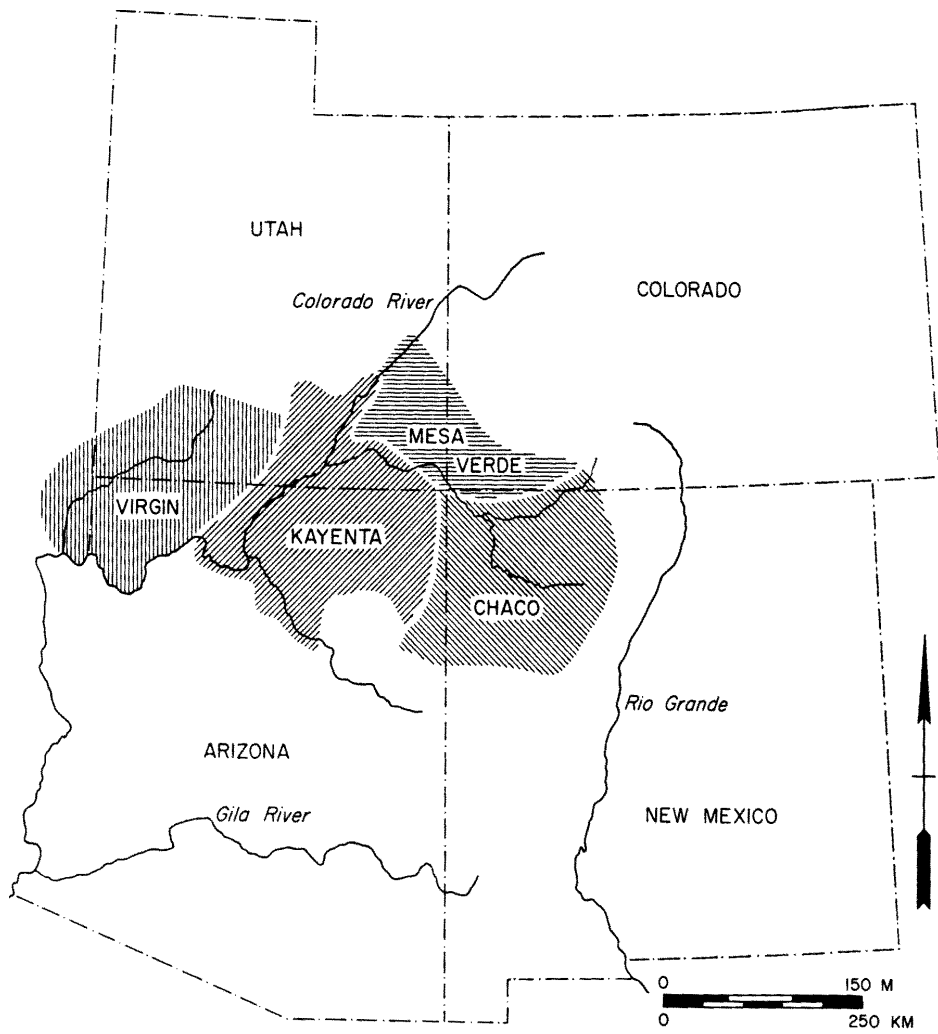 UTAH
COLORADO
Colorado River
MESA
VERDE
VIRGIN
KAYENTA
CHACO
Rio Grande
ARIZONA
Gila River
NEW MEXICO
0 150 M
0 250 KM